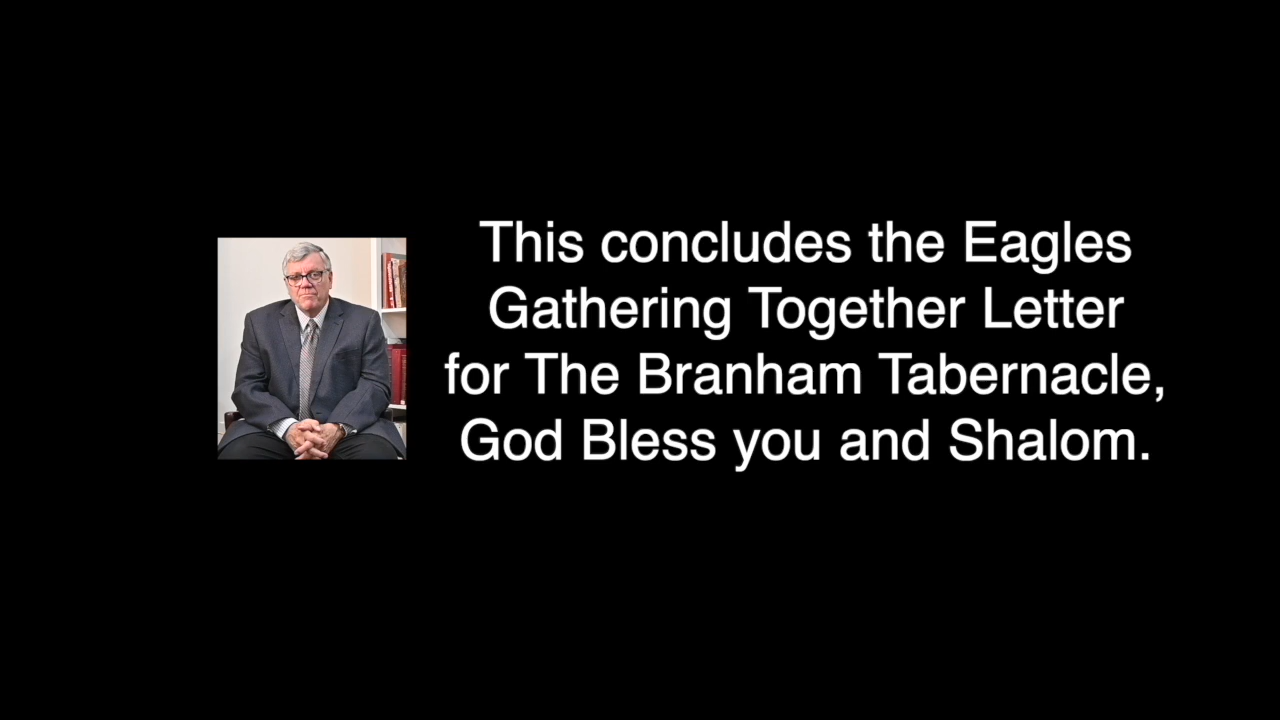 This concludes the Eagles
Gathering Together Letter
for The Branham Tabernacle,
God Bless you and Shalom.